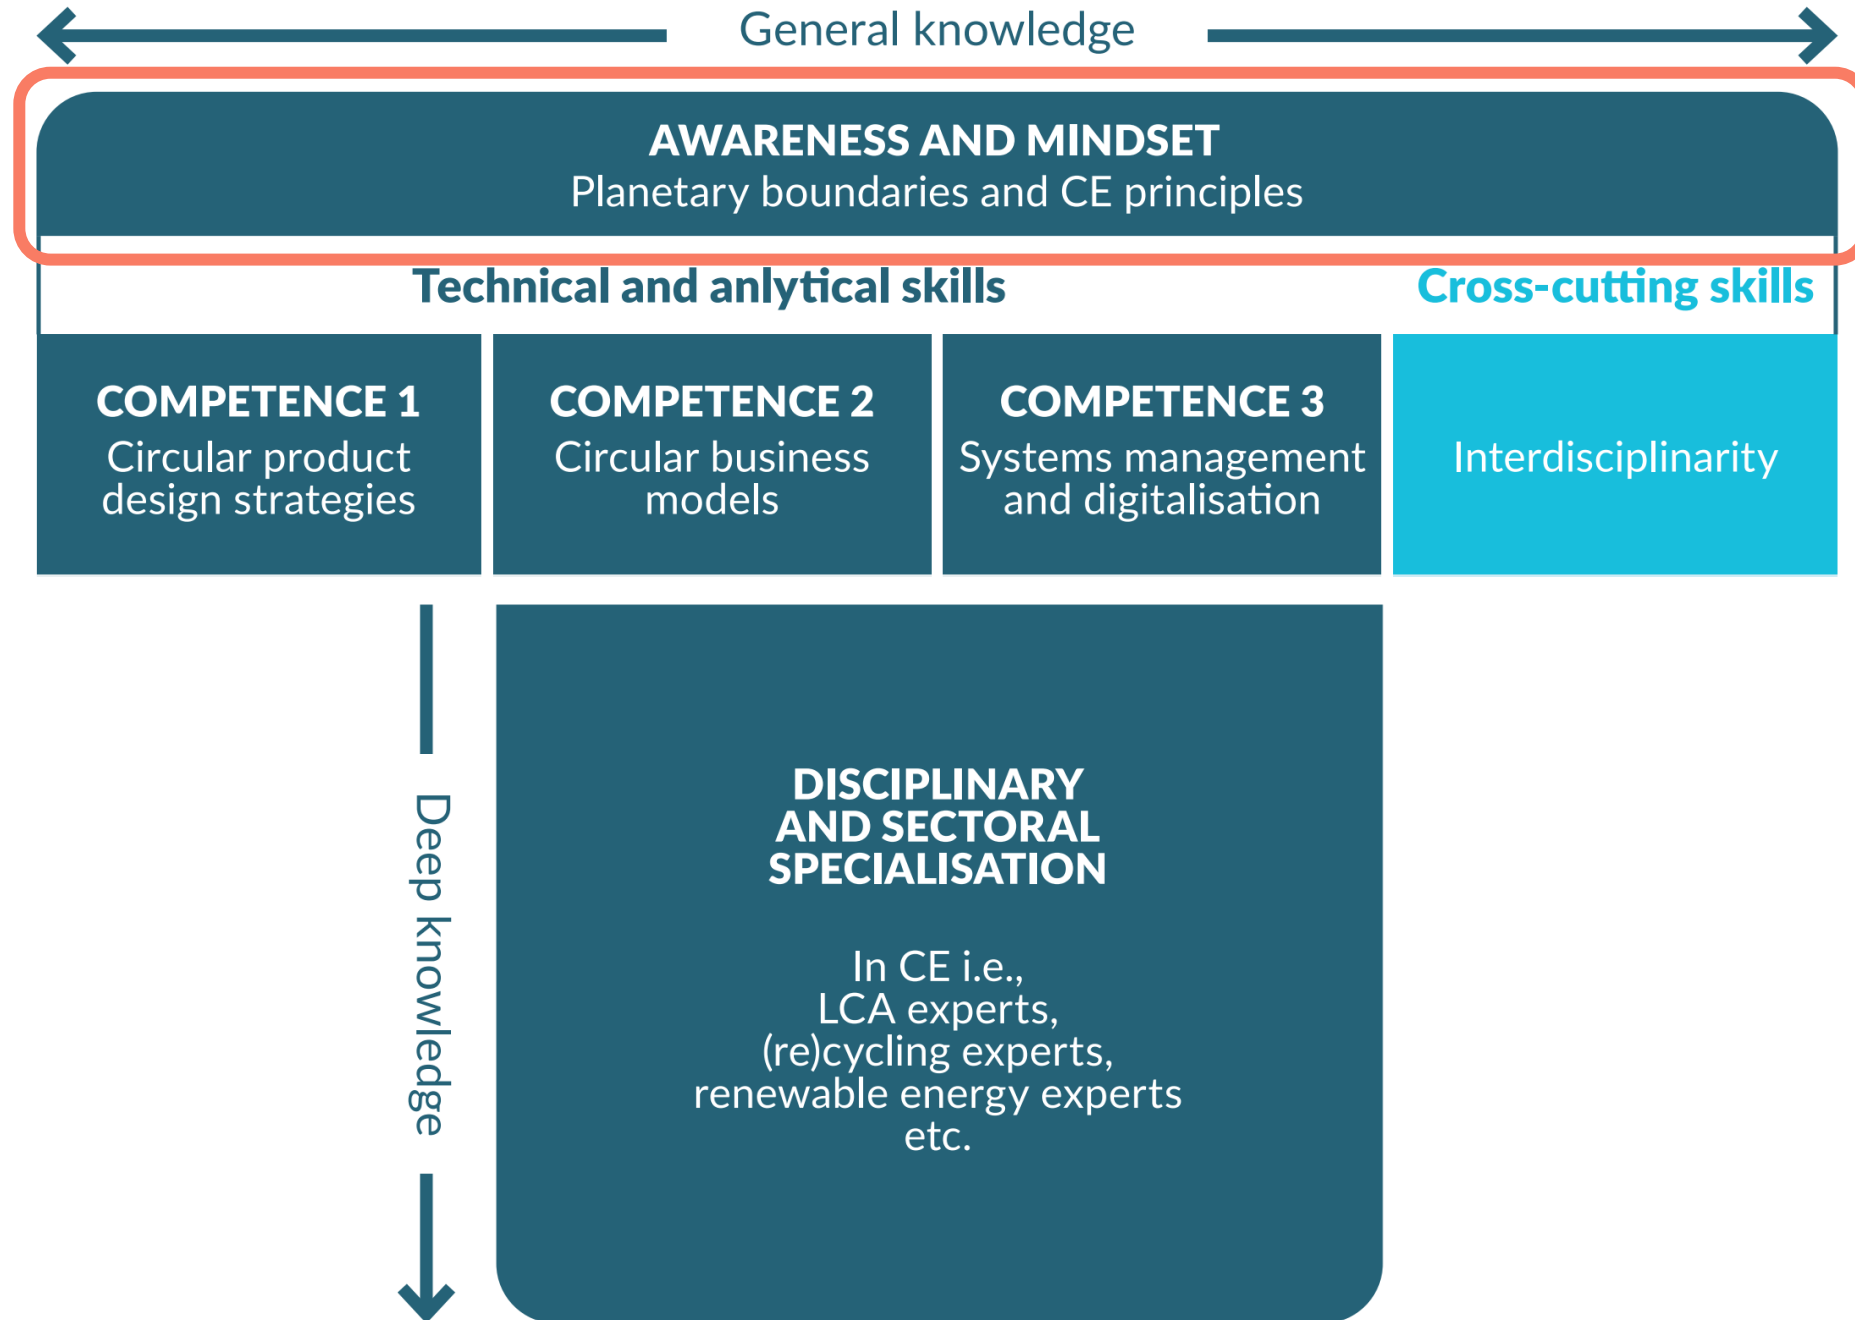 General knowledge
AWARENESS AND MINDSET
Planetary boundaries and CE principles
Technical and anlytical skills
Cross-cutting skills
COMPETENCE 1
Circular product
design strategies
COMPETENCE 2
Circular business
models
COMPETENCE 3
Systems management
and digitalisation
Interdisciplinarity
Deep knowledge
DISCIPLINARY
AND SECTORAL
SPECIALISATION
In CE i.e.,
LCA experts,
(re)cycling experts,
renewable energy experts
etc.